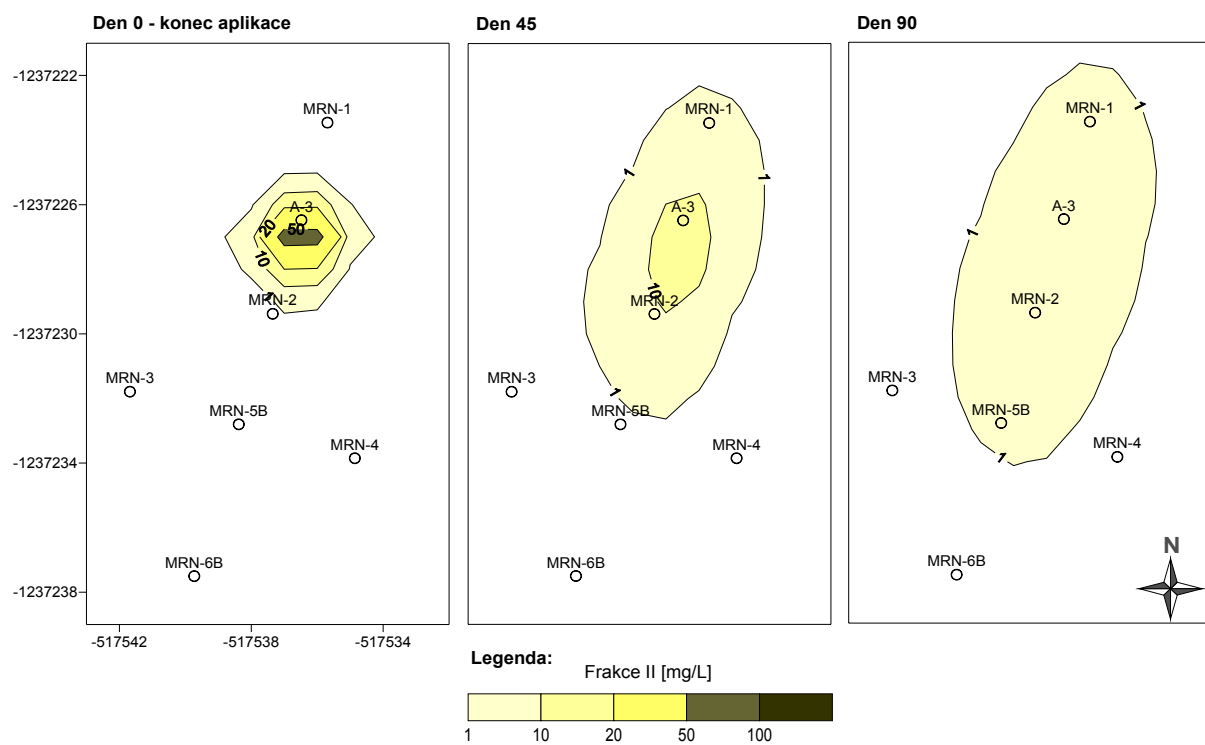 Den 0 - konec aplikace
Den 45
Den 90
-1237222
-1237226
-1237230
-1237234
-1237238
MRN-1
A-3
20
50
10
1
MRN-2
MRN-3
MRN-5B
MRN-4
MRN-6B
-517542
-517538
-517534
MRN-1
1
1
A-3
10
MRN-2
MRN-3
1
MRN-5B
MRN-4
MRN-6B
MRN-1
1
A-3
1
MRN-2
MRN-3
MRN-5B
MRN-4
1
MRN-6B
N
Legenda:
Frakce II [mg/L]
1 10 20 50 100